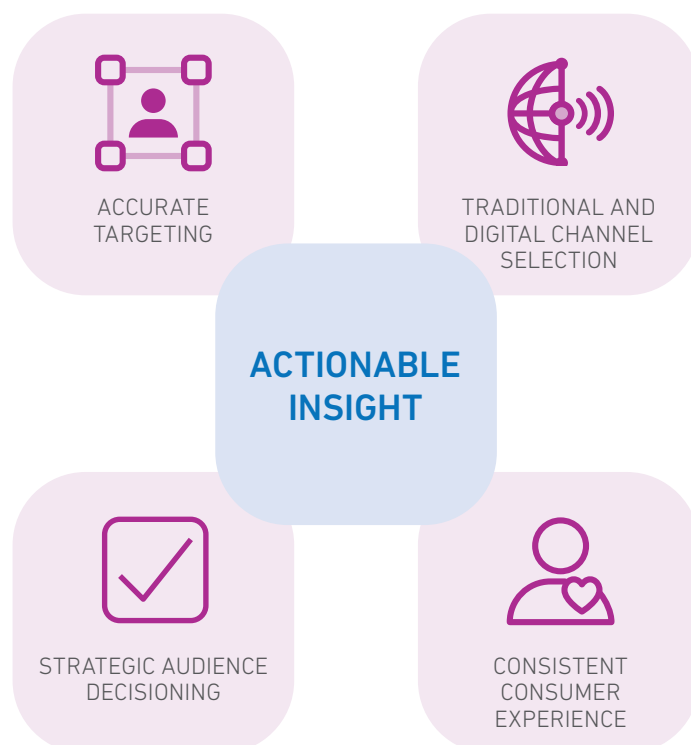 ACCURATE
TARGETING
TRADITIONAL AND
DIGITAL CHANNEL
SELECTION
ACTIONABLE
INSIGHT
STRATEGIC AUDIENCE
DECISIONING
CONSISTENT
CONSUMER
EXPERIENCE